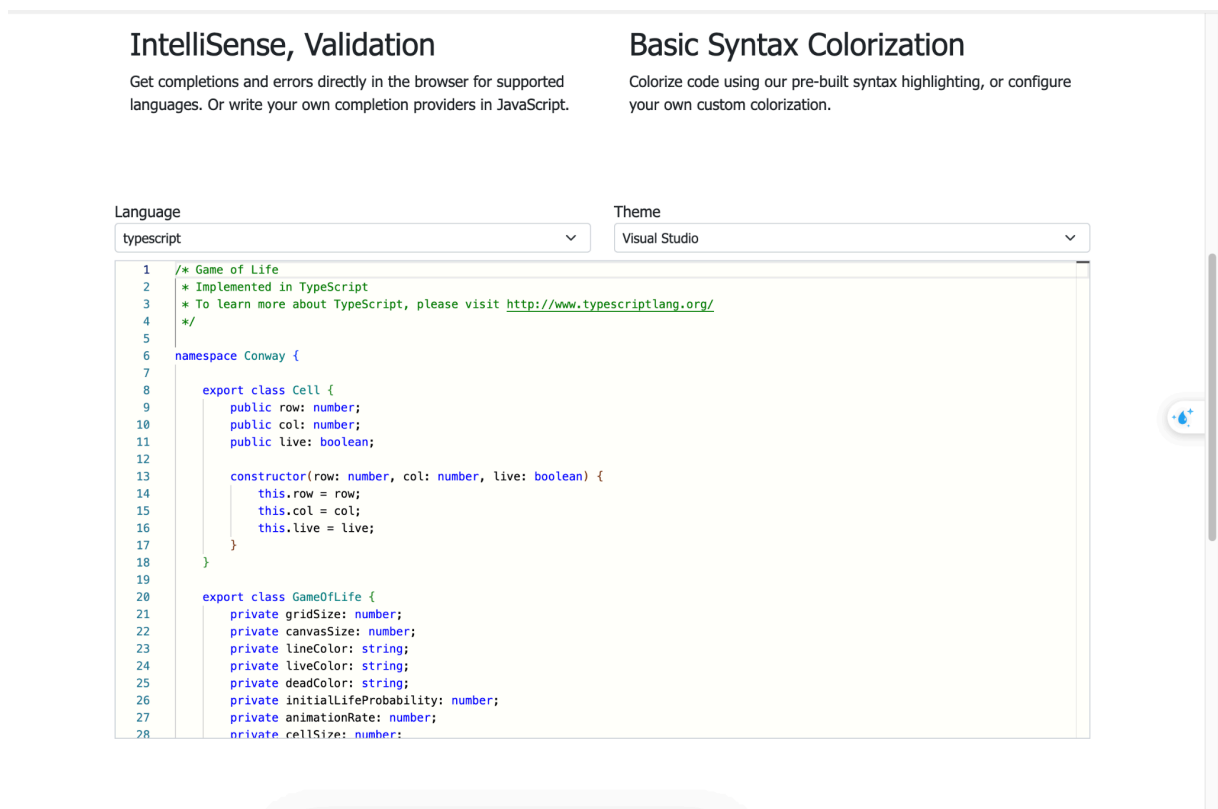 IntelliSense, Validation
Get completions and errors directly in the browser for supported
languages. Or write your own completion providers in JavaScript.
Basic Syntax Colorization
Colorize code using our pre-built syntax highlighting, or configure
your own custom colorization.
Language
typescript
Theme
Visual Studio
1 /* Game of Life
2  * Implemented in TypeScript
3  * To learn more about TypeScript, please visit http://www.typescriptlang.org/
4  */
5
6 namespace Conway {
7
8     export class Cell {
9         public row: number;
10         public col: number;
11         public live: boolean;
12
13         constructor(row: number, col: number, live: boolean) {
14             this.row = row;
15             this.col = col;
16             this.live = live;
17         }
18     }
19
20     export class GameOfLife {
21         private gridSize: number;
22         private canvasSize: number;
23         private lineColor: string;
24         private liveColor: string;
25         private deadColor: string;
26         private initialLifeProbability: number;
27         private animationRate: number;
28         private cellSize: number;